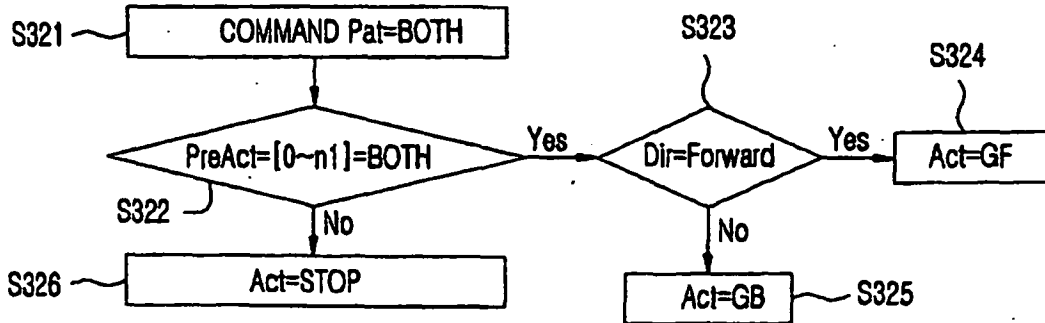 S321
COMMAND Pat=BOTH
S323
S324
PreAct=[0~n1]=BOTH
Yes
Dir=Forward
Yes
Act=GF
S322
No
No
S326
Act=STOP
Act=GB
S325